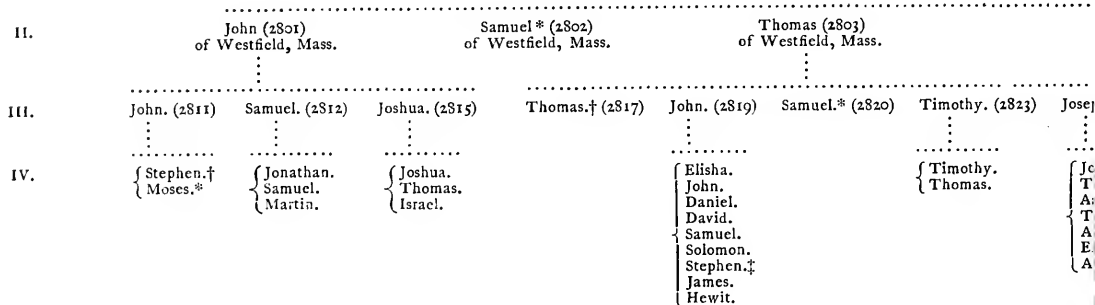 II. John (2801) Samuel * (2802) Thomas (2803)
of Westfield, Mass. of Westfield, Mass. of Westfield, Mass.
III. John. (2811) Samuel. (2812) Joshua. (2815) Thomas.† (2817) John. (2819) Samuel.* (2820) Timothy. (2823)
IV. Stephen.† Jonathan. Joshua. Elisha. Timothy.
Moses.* Samuel. Thomas. John. Thomas.
Martin. Israel. Daniel.
David.
Samuel.
Solomon.
Stephen.‡
James.
Hewit.